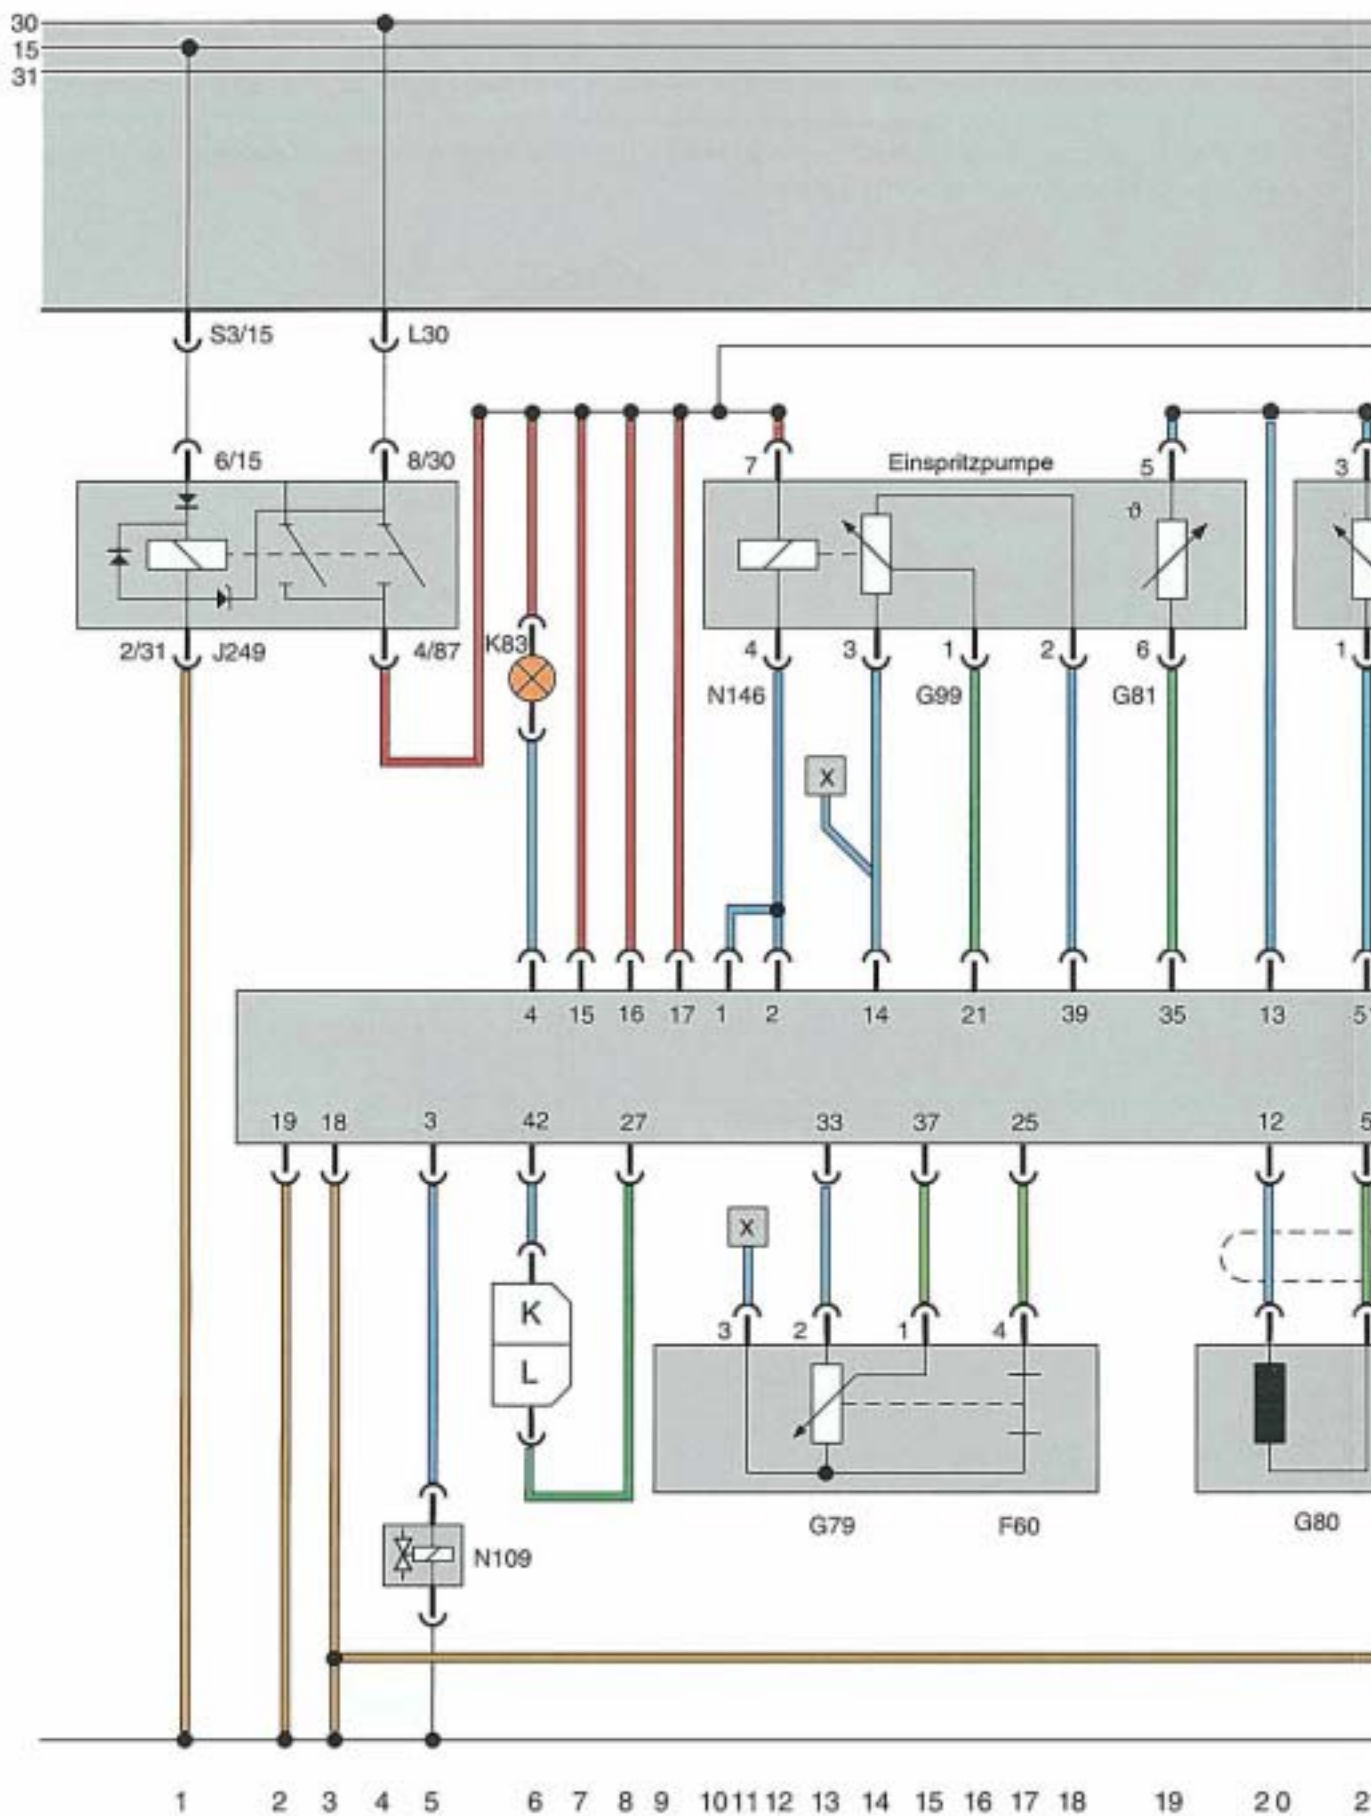 30
15
31
S3/15 L30
6/15 8/30 7 Einspritzpumpe 5 3
ϑ
2/31 J249 4/87 K83 4 3 1 2 6 1
N146 G99 G81
X
4 15 16 17 1 2 14 21 39 35 13
19 18 3 42 27 33 37 25 12
X
K
L
3 2 1 4
G79 F60 G80
N109
1 2 3 4 5 6 7 8 9 10 11 12 13 14 15 16 17 18 19 20